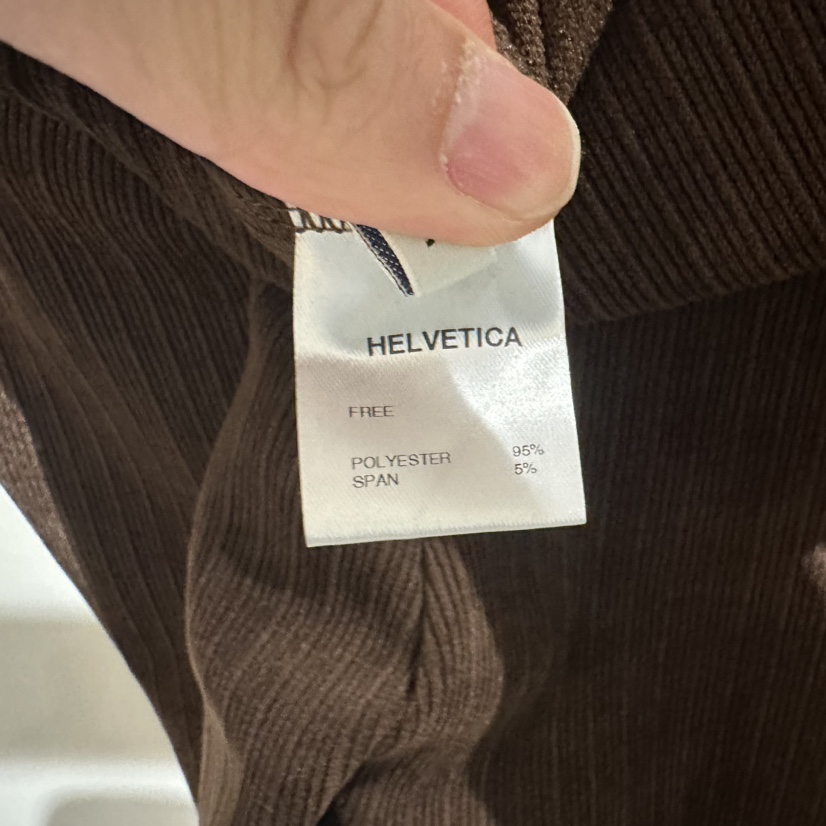 HELVETICA
FREE
POLYESTER 95%
SPAN 5%